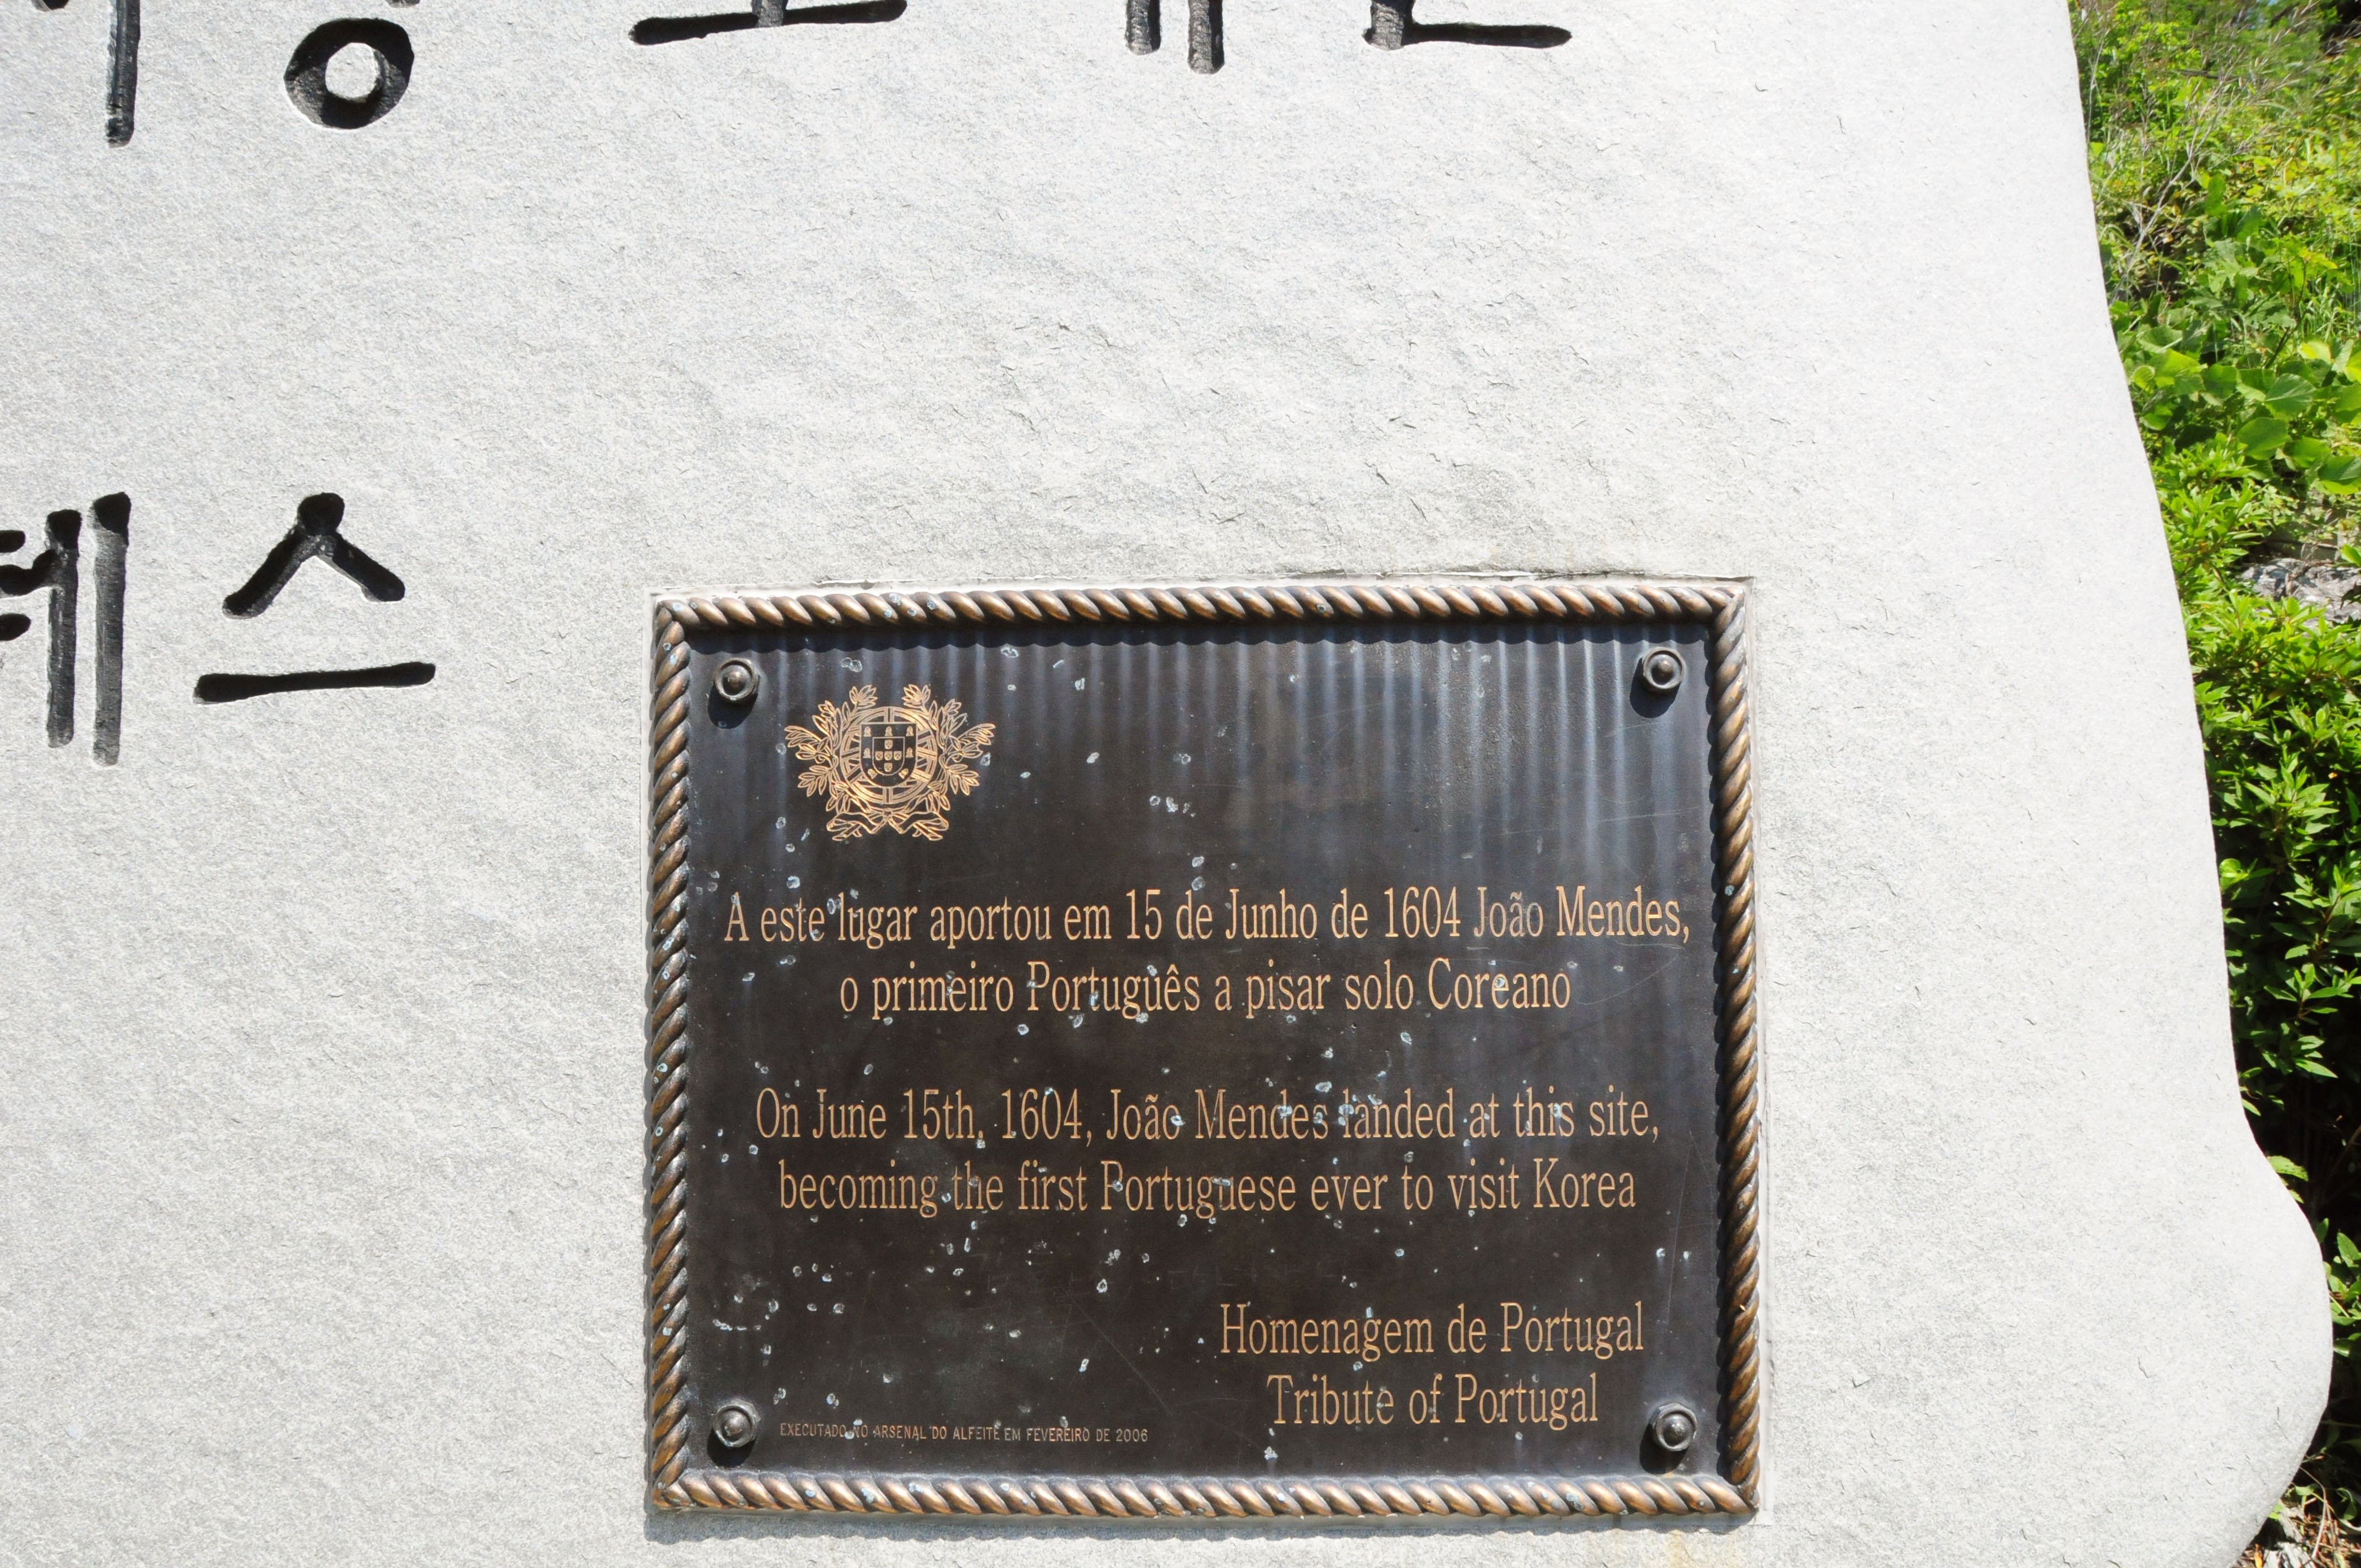 데스
A este lugar aportou em 15 de Junho de 1604 João Mendes,
o primeiro Português a pisar solo Coreano
On June 15th, 1604, João Mendes landed at this site,
becoming the first Portuguese ever to visit Korea
Homenagem de Portugal
Tribute of Portugal
EXECUTADO NO ARSENAL DO ALFEITE EM FEVEREIRO DE 2006